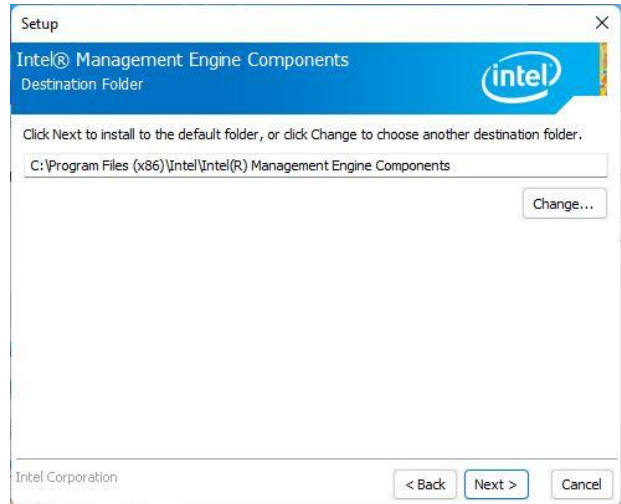 Setup
Intel® Management Engine Components
Destination Folder
intel
Click Next to install to the default folder, or click Change to choose another destination folder.
C:\Program Files (x86)\Intel\Intel(R) Management Engine Components
Change...
Intel Corporation
< Back
Next >
Cancel